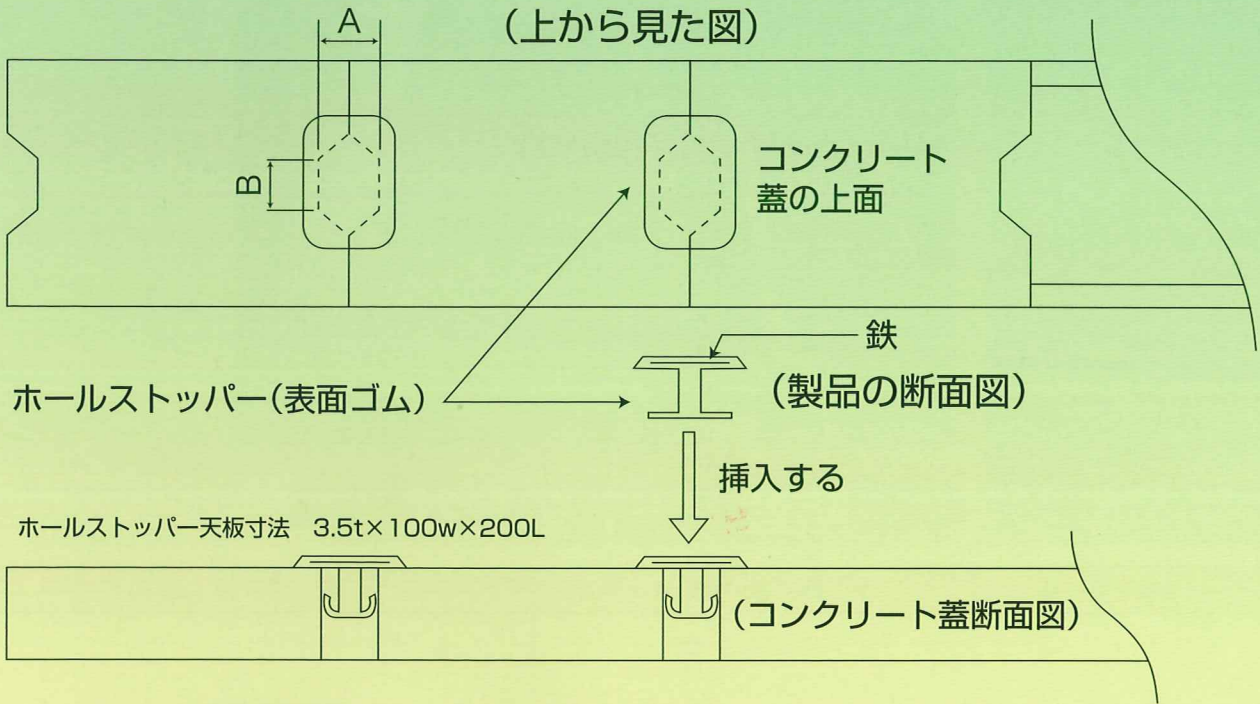 （上から見た図）
A
B
コンクリート
蓋の上面
鉄
ホールストッパー（表面ゴム）
（製品の断面図）
挿入する
ホールストッパー天板寸法　3.5t×100w×200L
（コンクリート蓋断面図）